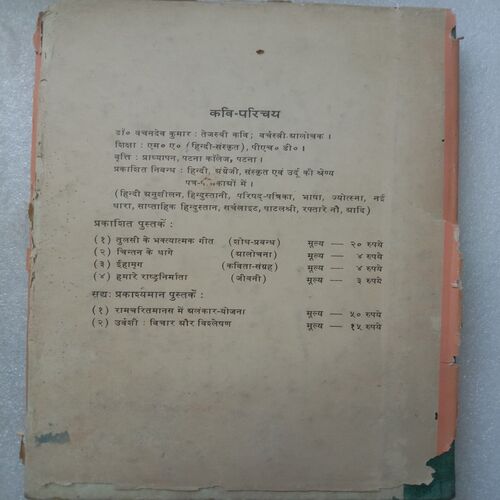 कवि-परिचय
डॉ० बचनदेव कुमार : तेजस्वी कवि; वर्चस्वी आलोचक ।
शिक्षा : एम० ए० (हिन्दी-संस्कृत), पीएच० डी० ।
वृत्ति : प्राध्यापन, पटना कॉलेज, पटना ।
प्रकाशित निबन्ध : हिन्दी, अंग्रेजी, संस्कृत एवं उर्दू की श्रेण्य
में ।
(हिन्दी अनुशीलन, हिन्दुस्तानी, परिषद्-पत्रिका, भाषा, ज्योत्स्ना, नई
धारा, साप्ताहिक हिन्दुस्तान, सर्चलाइट, पाटलश्री, रफ्तारे नौ, आदि)
प्रकाशित पुस्तकें :
(१) तुलसी के भक्त्यात्मक गीत (शोध-प्रबन्ध) मूल्य — २० रुपये
(२) चिन्तन के धागे (आलोचना) मूल्य — ४ रुपये
(३) ईहामृग (कविता-संग्रह) मूल्य — ४ रुपये
(४) हमारे राष्ट्रनिर्माता (जीवनी) मूल्य — ३ रुपये
सद्यः प्रकाश्यमान पुस्तकें :
(१) रामचरितमानस में अलंकार-योजना मूल्य — ५० रुपये
(२) उर्वशी : विचार और विश्लेषण मूल्य — १५ रुपये